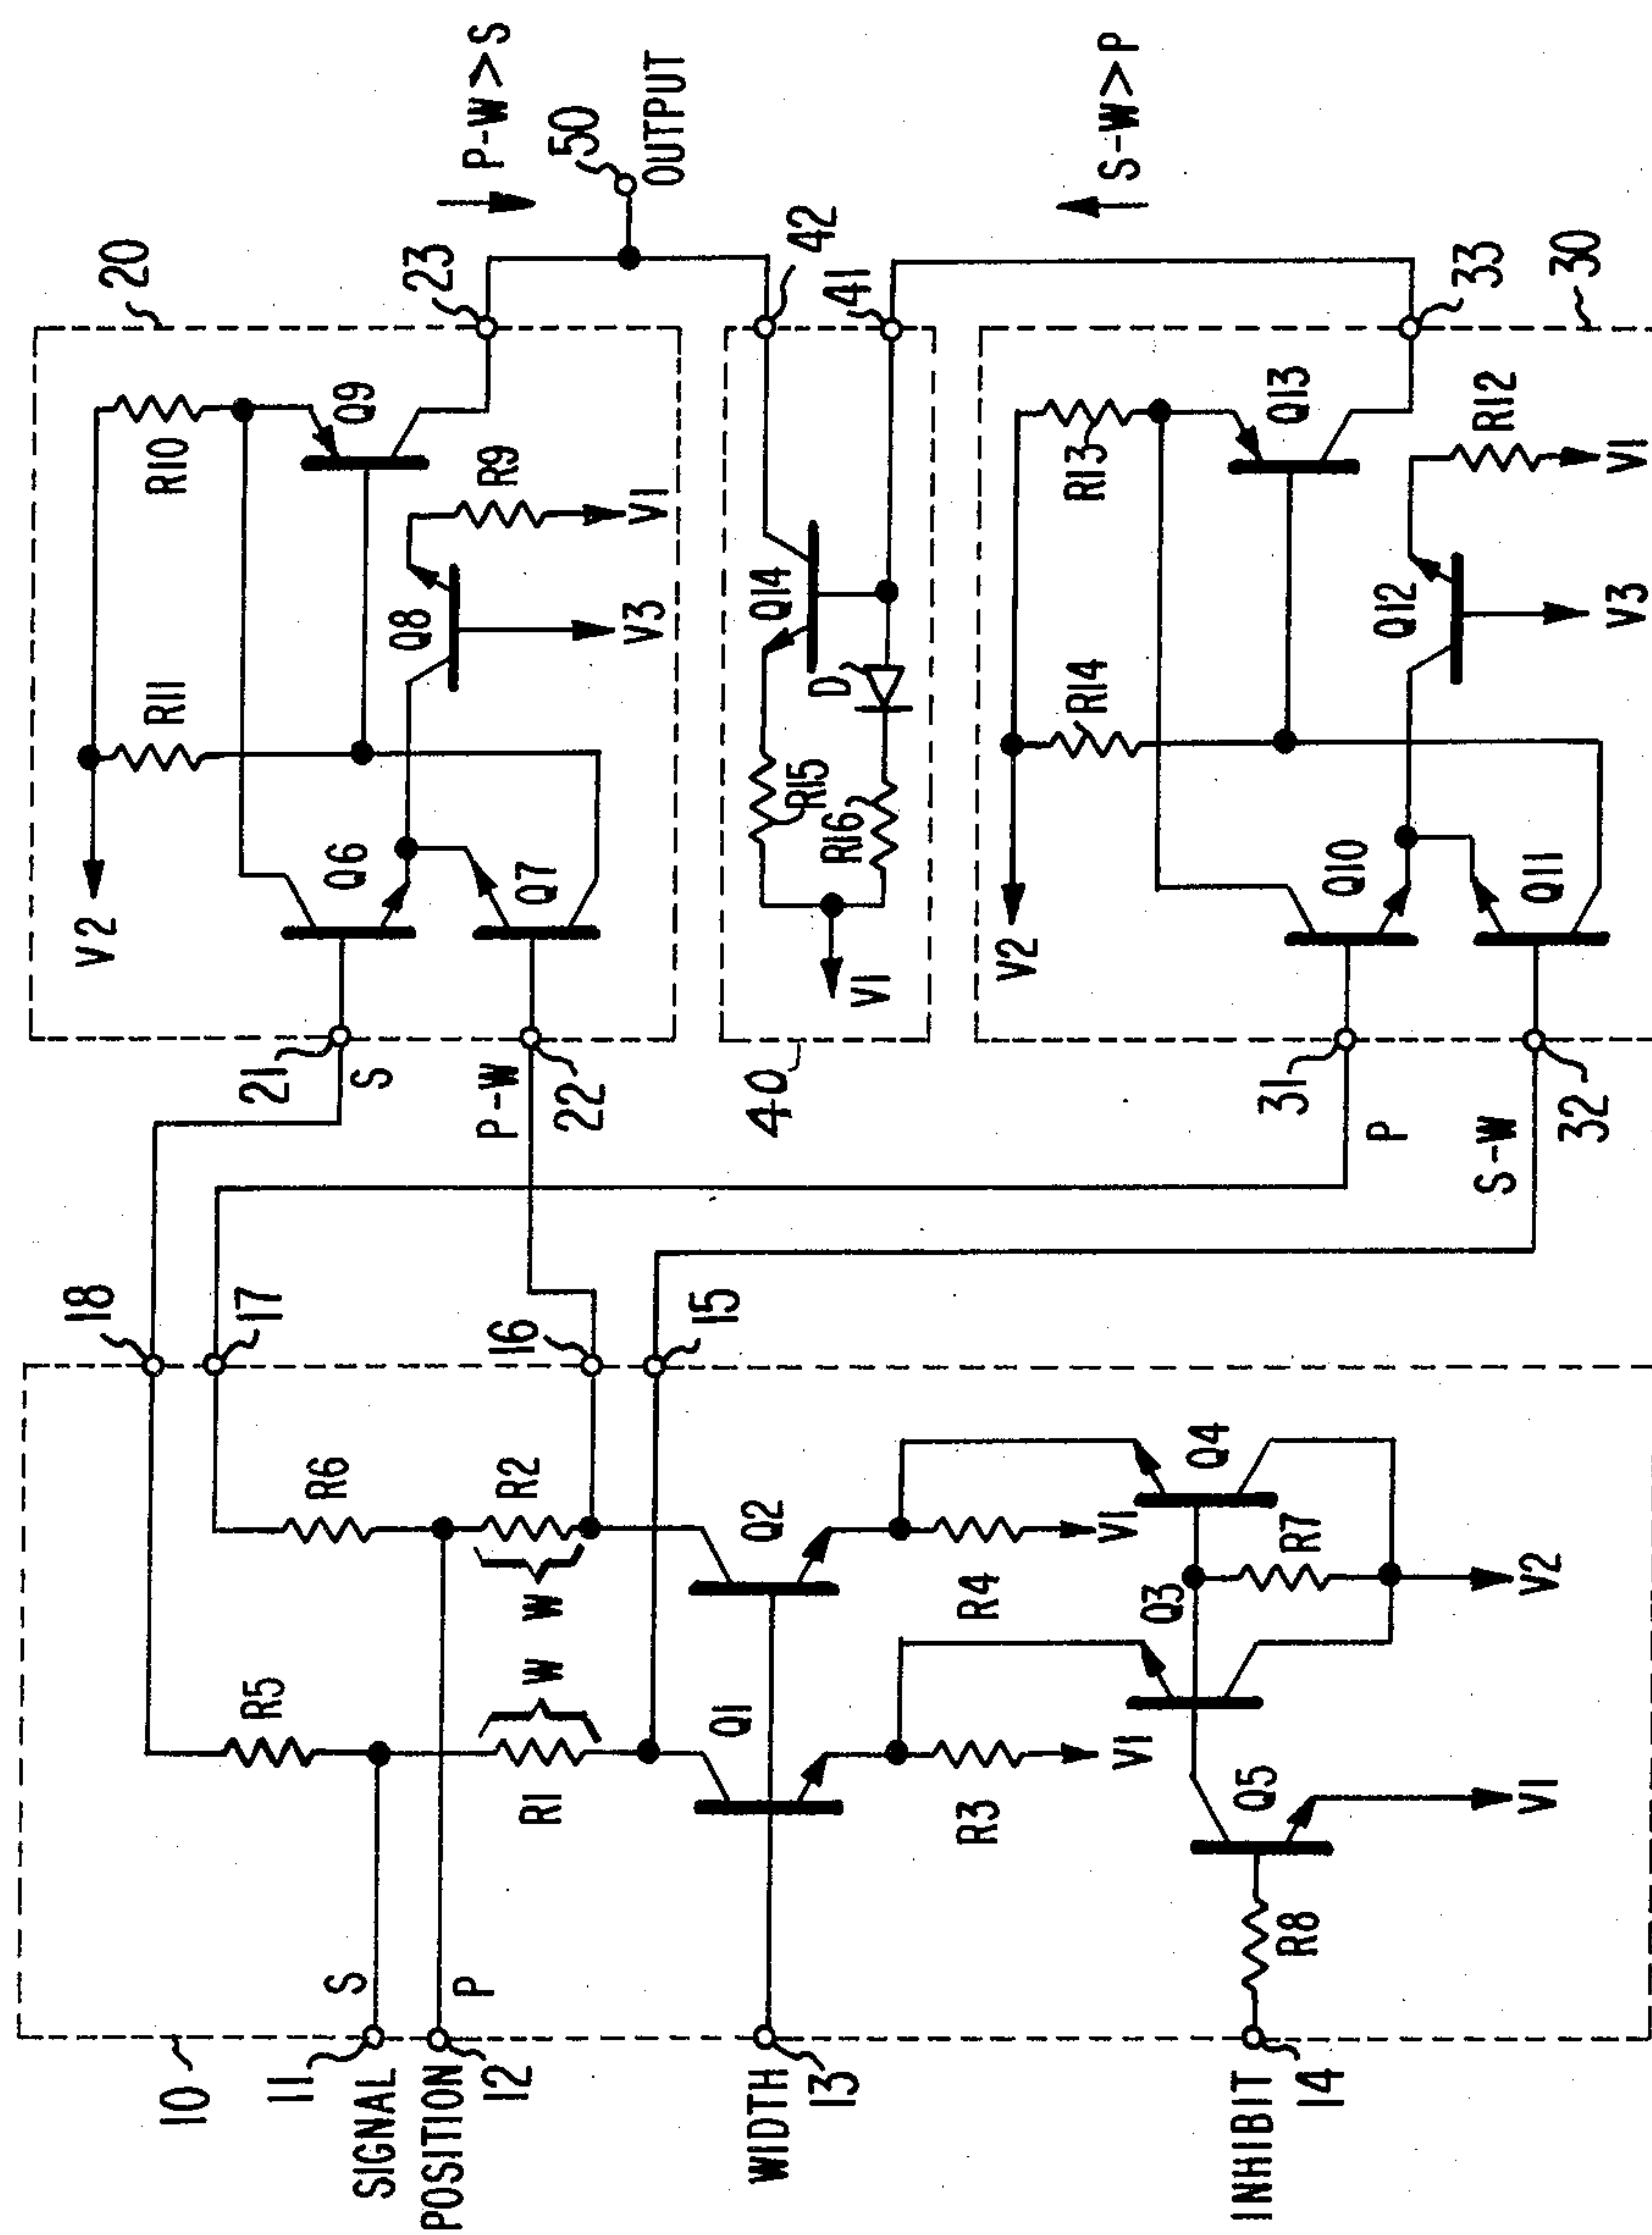 10
11
SIGNAL
S
POSITION
P
12
WIDTH
13
INHIBIT
14
R8
R5
R6
R1
W
W
R2
Q1
Q2
R3
V1
R4
V1
Q5
V1
Q3
Q4
R7
V2
18
17
16
15
21
S
P-W
22
31
P
S-W
32
20
V2
R11
R10
Q6
Q7
Q8
Q9
R9
V1
V3
23
40
V1
R15
R16
D
Q14
42
41
30
V2
R14
R13
Q10
Q11
Q12
Q13
R12
V1
V3
33
50
OUTPUT
P-W>S
S-W>P